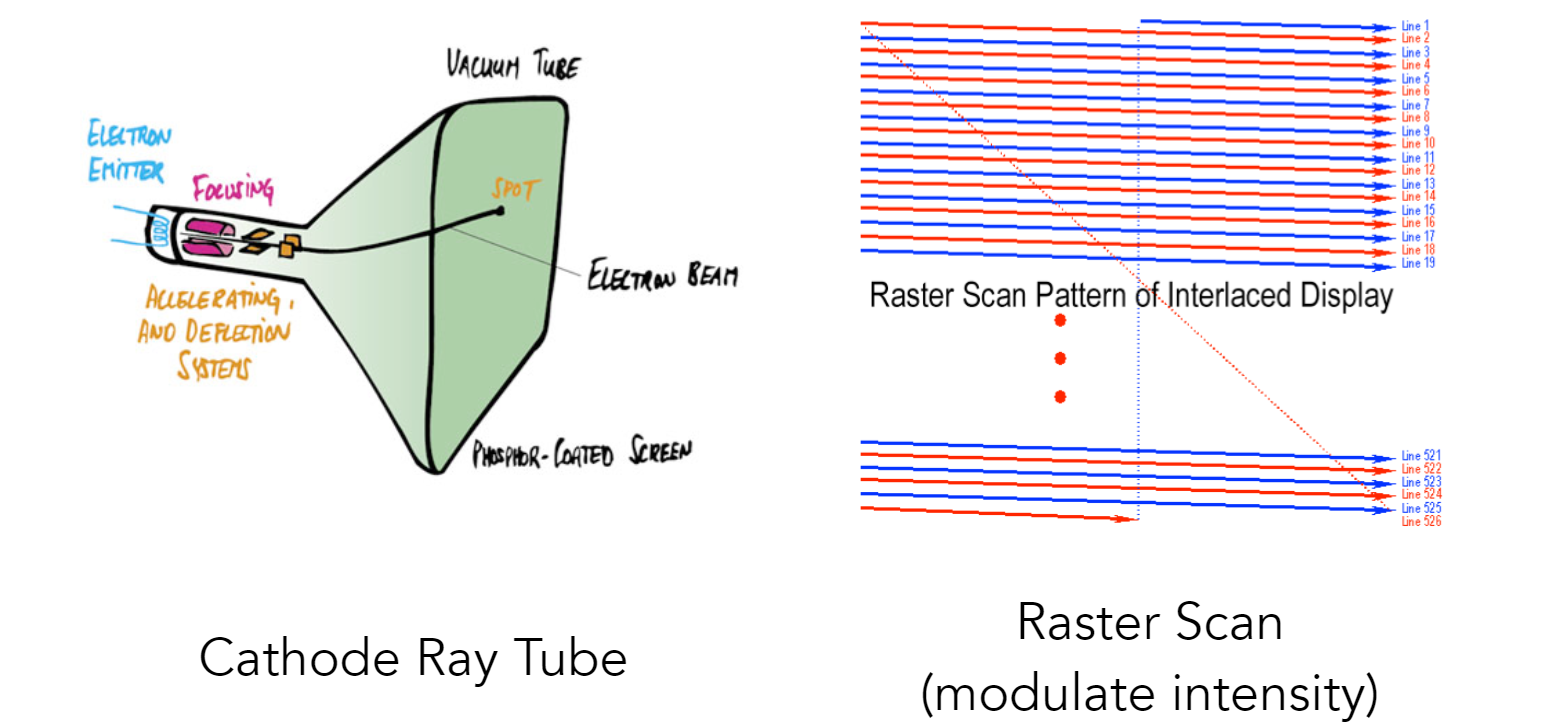 VACUUM TUBE
ELECTRON
EMITTER
FOCUSING
SPOT
ELECTRON BEAM
ACCELERATING,
AND DEFLECTION
SYSTEMS
PHOSPHOR-COATED SCREEN
Cathode Ray Tube
Line 1
Line 2
Line 3
Line 4
Line 5
Line 6
Line 7
Line 8
Line 9
Line 10
Line 11
Line 12
Line 13
Line 14
Line 15
Line 16
Line 17
Line 18
Line 19
Raster Scan Pattern of Interlaced Display
Line 521
Line 522
Line 523
Line 524
Line 525
Line 526
Raster Scan
(modulate intensity)